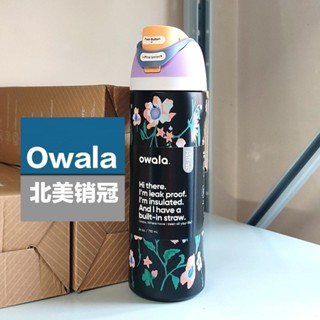 Owala
北美销冠
owala.
Hi there.
I'm leak proof.
I'm insulated.
And I have a
built-in straw.